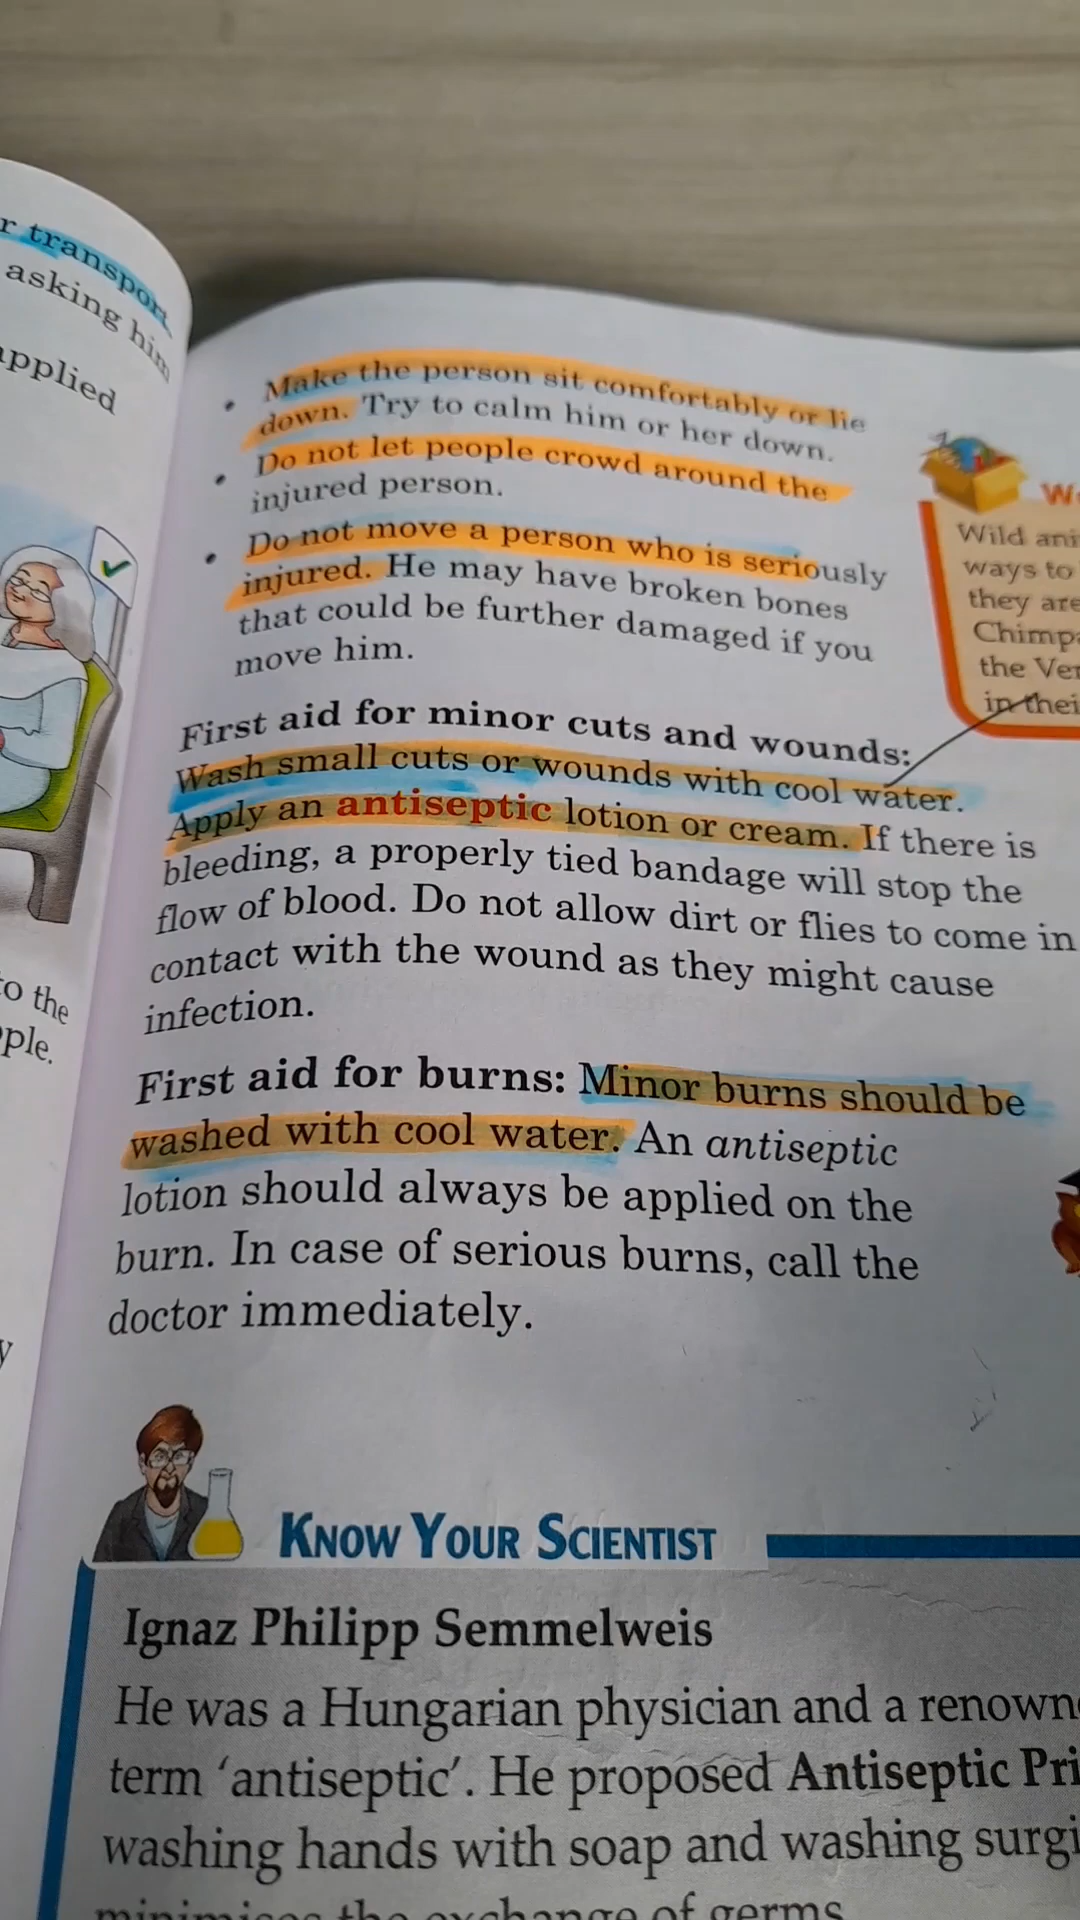 r transport
asking him
applied
to the
ple.
y
• Make the person sit comfortably or lie
down. Try to calm him or her down.
• Do not let people crowd around the
injured person.
• Do not move a person who is seriously
injured. He may have broken bones
that could be further damaged if you
move him.
First aid for minor cuts and wounds:
Wash small cuts or wounds with cool water.
Apply an antiseptic lotion or cream. If there is
bleeding, a properly tied bandage will stop the
flow of blood. Do not allow dirt or flies to come in
contact with the wound as they might cause
infection.
First aid for burns: Minor burns should be
washed with cool water. An antiseptic
lotion should always be applied on the
burn. In case of serious burns, call the
doctor immediately.
W
Wild ani
ways to
they are
Chimp
the Ver
in thei
KNOW YOUR SCIENTIST
Ignaz Philipp Semmelweis
He was a Hungarian physician and a renown
term ‘antiseptic’. He proposed Antiseptic Pri
washing hands with soap and washing surgi
minimises the exchange of germs